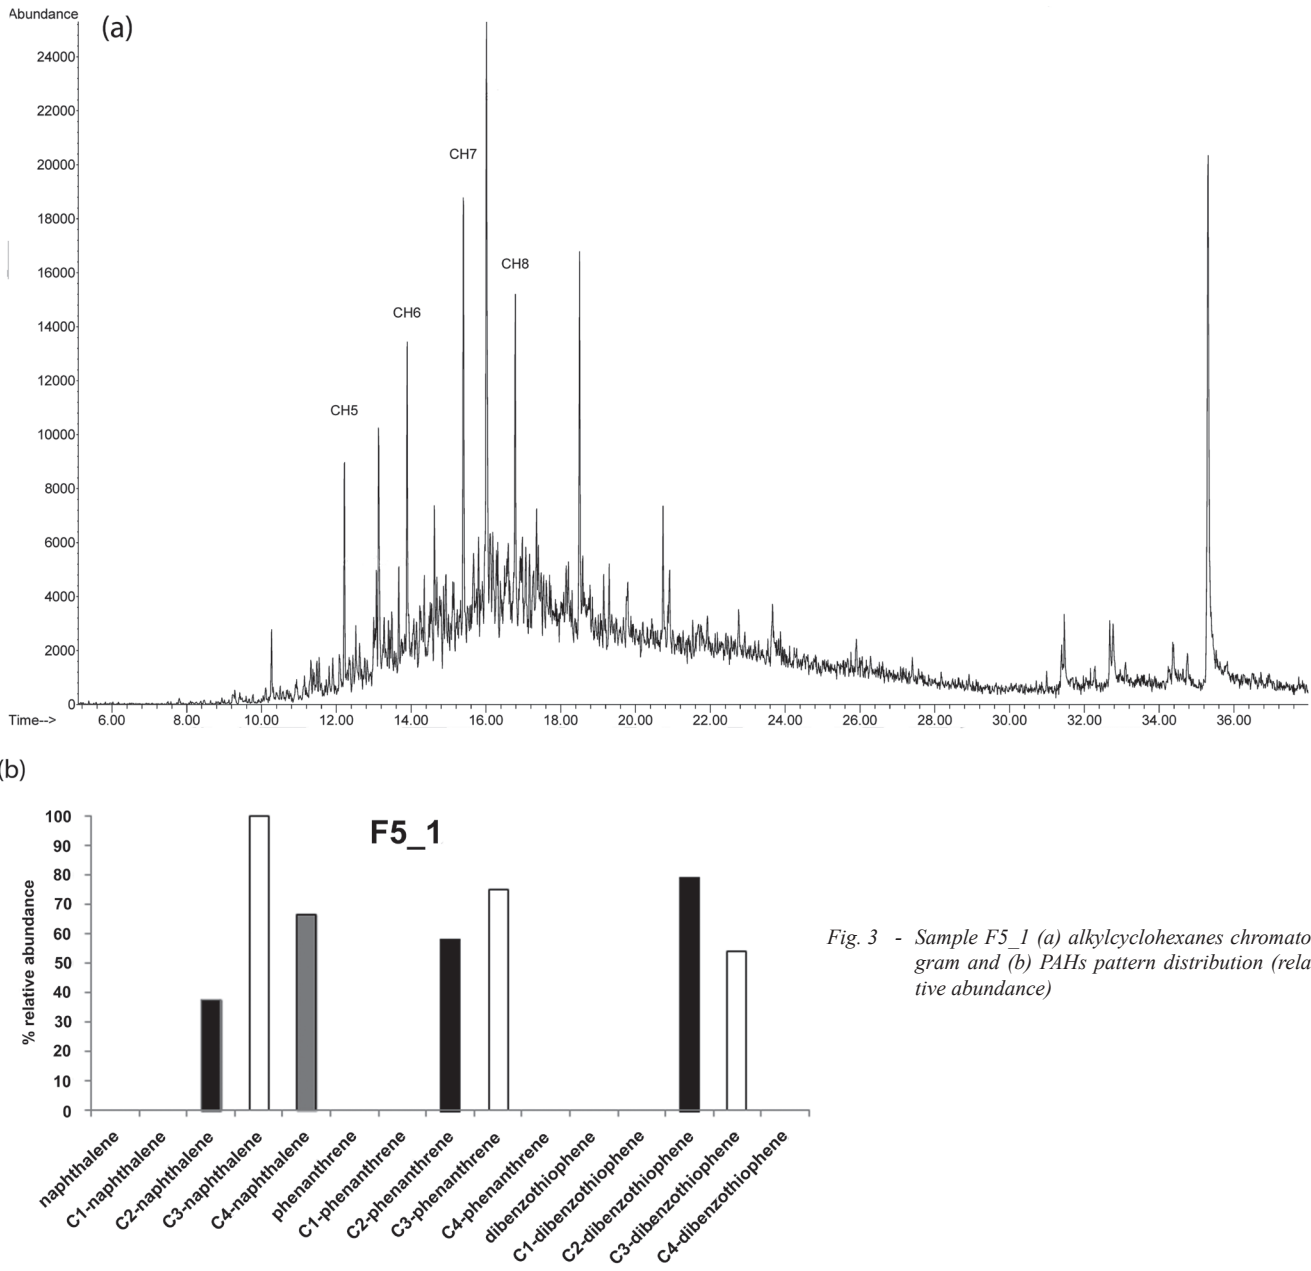 Abundance
(a)
24000
22000
20000
18000
16000
14000
12000
10000
8000
6000
4000
2000
0
CH7
CH8
CH6
CH5
Time-->
6.00 8.00 10.00 12.00 14.00 16.00 18.00 20.00 22.00 24.00 26.00 28.00 30.00 32.00 34.00 36.00
(b)
F5_1
% relative abundance
100
90
80
70
60
50
40
30
20
10
0
naphthalene
C1-naphthalene
C2-naphthalene
C3-naphthalene
C4-naphthalene
phenanthrene
C1-phenanthrene
C2-phenanthrene
C3-phenanthrene
C4-phenanthrene
dibenzothiophene
C1-dibenzothiophene
C2-dibenzothiophene
C3-dibenzothiophene
C4-dibenzothiophene
Fig. 3 - Sample F5_1 (a) alkylcyclohexanes chromato
gram and (b) PAHs pattern distribution (rela
tive abundance)